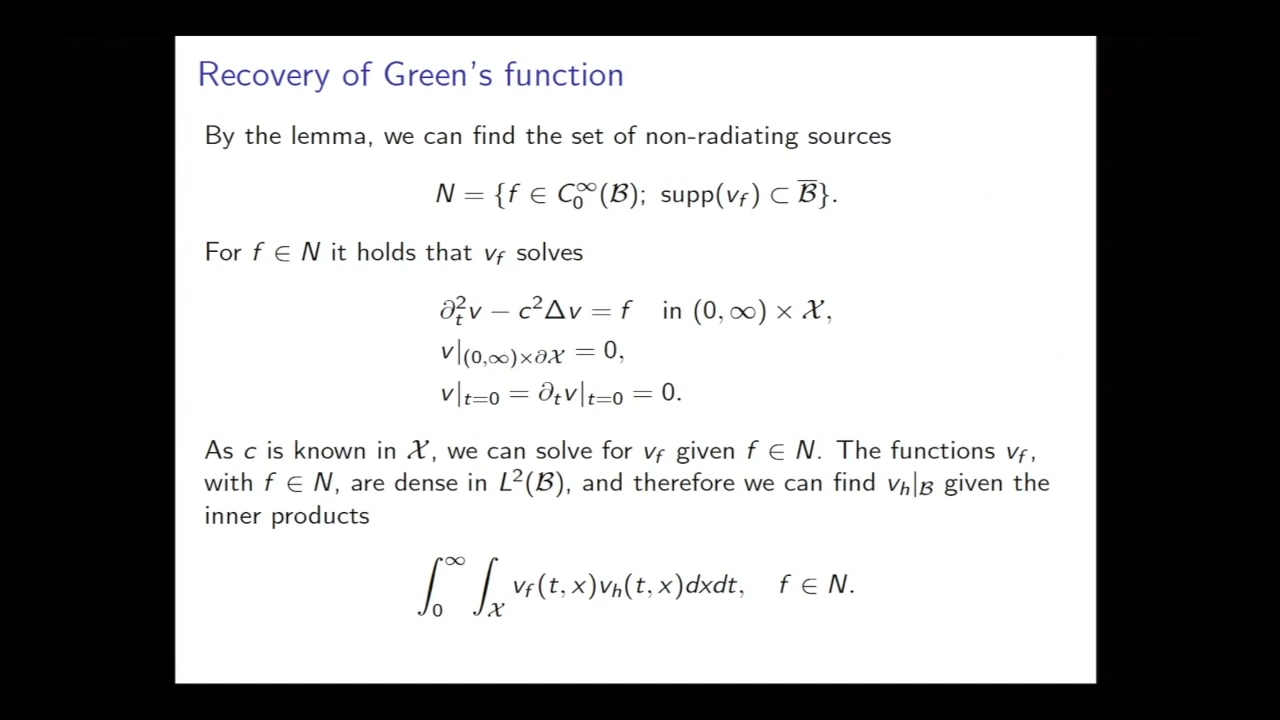 Recovery of Green's function
By the lemma, we can find the set of non-radiating sources
N = {f ∈ C₀^∞(ℬ); supp(v_f) ⊂ ℬ̅}.
For f ∈ N it holds that v_f solves
∂_t²v − c²Δv = f in (0, ∞) × 𝒳,
v|_{(0,∞)×∂𝒳} = 0,
v|_{t=0} = ∂_t v|_{t=0} = 0.
As c is known in 𝒳, we can solve for v_f given f ∈ N. The functions v_f,
with f ∈ N, are dense in L²(ℬ), and therefore we can find v_h|_ℬ given the
inner products
∫₀^∞ ∫_𝒳 v_f(t, x)v_h(t, x)dxdt, f ∈ N.